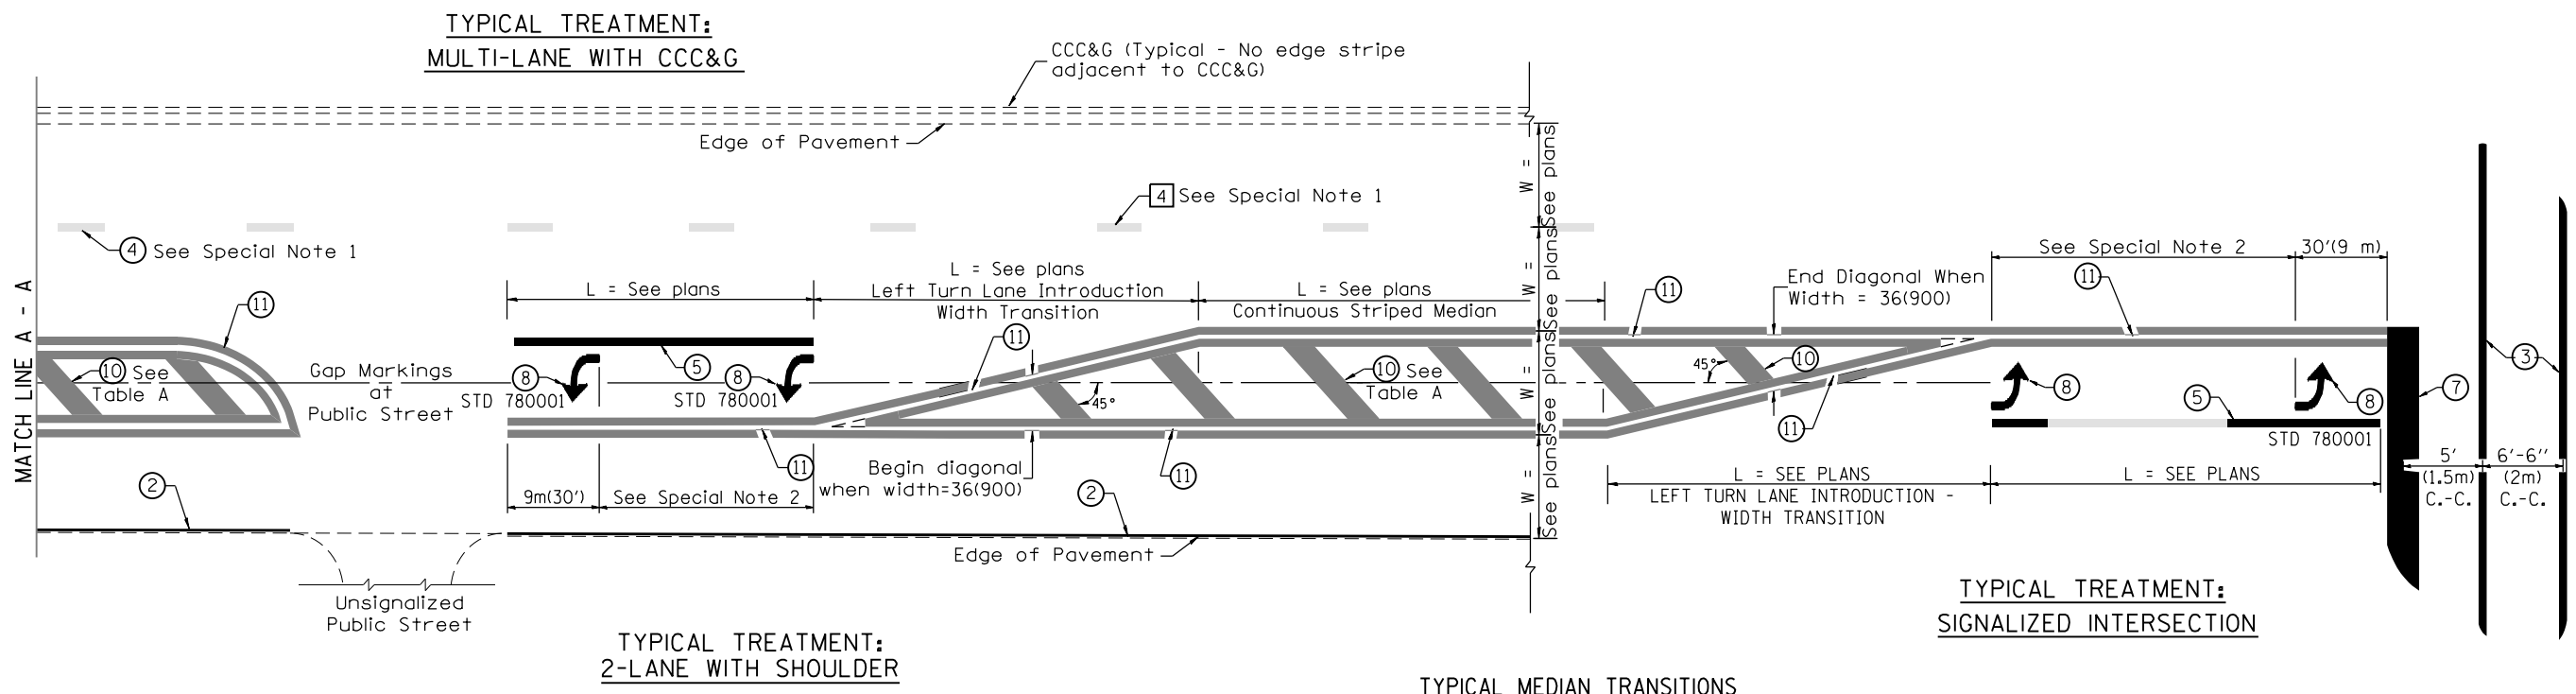 TYPICAL TREATMENT:
MULTI-LANE WITH CCC&G
CCC&G (Typical - No edge stripe
adjacent to CCC&G)
Edge of Pavement
4 See Special Note 1
4 See Special Note 1
W =
See plans
W =
See plans
W =
See plans
W =
See plans
MATCH LINE A - A
11
10 See
Table A
Gap Markings
at
Public Street
L = See plans
5
8
STD 780001
8
STD 780001
L = See plans
Left Turn Lane Introduction
Width Transition
11
L = See plans
Continuous Striped Median
45°
10 See
Table A
11
End Diagonal When
Width = 36(900)
45°
10
11
See Special Note 2
30'(9 m)
11
8
8
5
STD 780001
7
3
5'
(1.5m)
C.-C.
6'-6''
(2m)
C.-C.
2
9m(30')
See Special Note 2
11
Begin diagonal
when width=36(900)
11
2
Edge of Pavement
L = SEE PLANS
LEFT TURN LANE INTRODUCTION -
WIDTH TRANSITION
L = SEE PLANS
Unsignalized
Public Street
TYPICAL TREATMENT:
2-LANE WITH SHOULDER
TYPICAL TREATMENT:
SIGNALIZED INTERSECTION
TYPICAL MEDIAN TRANSITIONS